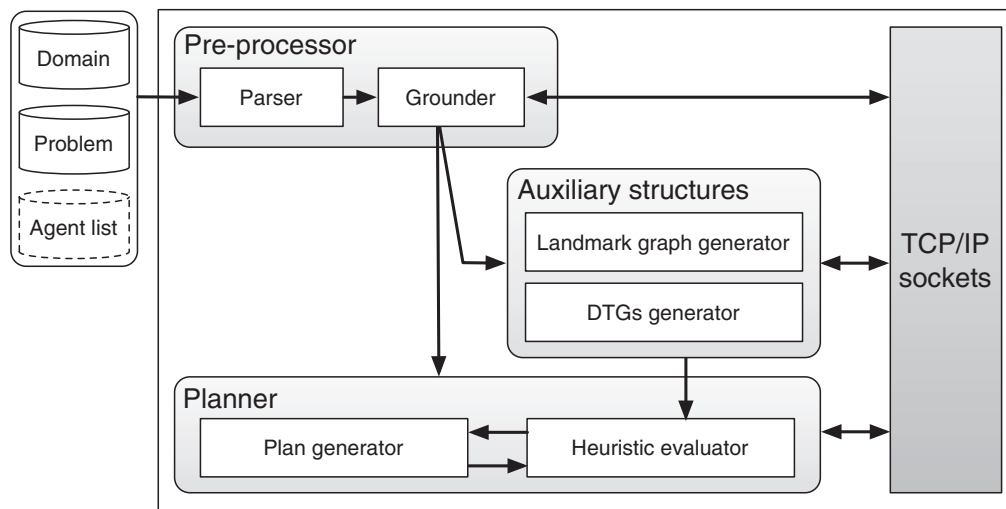 Domain
Problem
Agent list
Pre-processor
Parser
Grounder
Auxiliary structures
Landmark graph generator
DTGs generator
TCP/IP
sockets
Planner
Plan generator
Heuristic evaluator